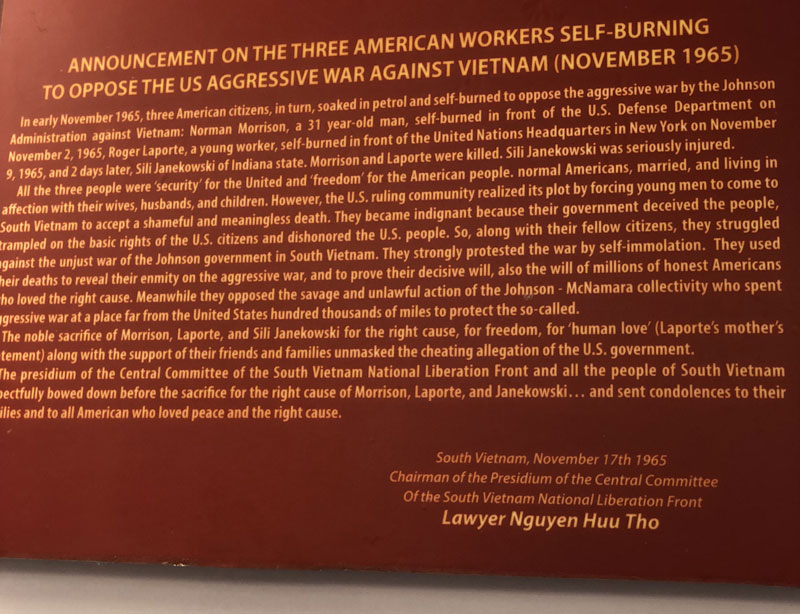 ANNOUNCEMENT ON THE THREE AMERICAN WORKERS SELF-BURNING
TO OPPOSE THE US AGGRESSIVE WAR AGAINST VIETNAM (NOVEMBER 1965)
In early November 1965, three American citizens, in turn, soaked in petrol and self-burned to oppose the aggressive war by the Johnson
Administration against Vietnam: Norman Morrison, a 31 year-old man, self-burned in front of the U.S. Defense Department on
November 2, 1965, Roger Laporte, a young worker, self-burned in front of the United Nations Headquarters in New York on November
9, 1965, and 2 days later, Sili Janekowski of Indiana state. Morrison and Laporte were killed. Sili Janekowski was seriously injured.
All the three people were 'security' for the United and 'freedom' for the American people. normal Americans, married, and living in
affection with their wives, husbands, and children. However, the U.S. ruling community realized its plot by forcing young men to come to
South Vietnam to accept a shameful and meaningless death. They became indignant because their government deceived the people,
trampled on the basic rights of the U.S. citizens and dishonored the U.S. people. So, along with their fellow citizens, they struggled
against the unjust war of the Johnson government in South Vietnam. They strongly protested the war by self-immolation. They used
their deaths to reveal their enmity on the aggressive war, and to prove their decisive will, also the will of millions of honest Americans
who loved the right cause. Meanwhile they opposed the savage and unlawful action of the Johnson - McNamara collectivity who spent
ggressive war at a place far from the United States hundred thousands of miles to protect the so-called.
The noble sacrifice of Morrison, Laporte, and Sili Janekowski for the right cause, for freedom, for 'human love' (Laporte's mother's
tement) along with the support of their friends and families unmasked the cheating allegation of the U.S. government.
The presidium of the Central Committee of the South Vietnam National Liberation Front and all the people of South Vietnam
pectfully bowed down before the sacrifice for the right cause of Morrison, Laporte, and Janekowski... and sent condolences to their
ilies and to all American who loved peace and the right cause.
South Vietnam, November 17th 1965
Chairman of the Presidium of the Central Committee
Of the South Vietnam National Liberation Front
Lawyer Nguyen Huu Tho